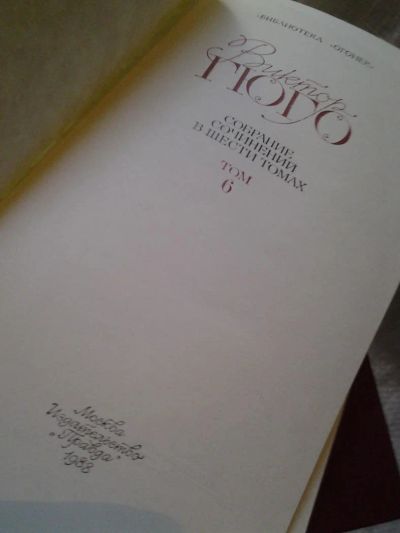 БИБЛИОТЕКА «ОГОНЕК»
Виктор
ГЮГО
СОБРАНИЕ
СОЧИНЕНИЙ
В ШЕСТИ ТОМАХ
ТОМ
6
Москва
Издательство
„Правда“
1988